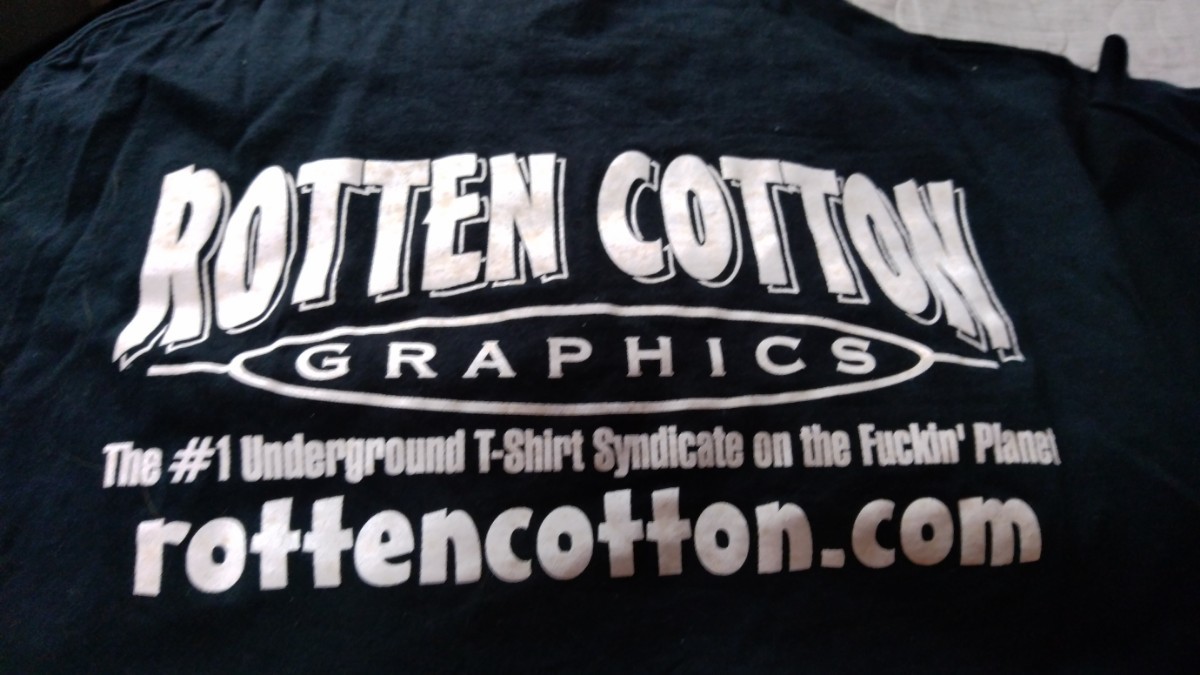 ROTTEN COTTON
GRAPHICS
The #1 Underground T-Shirt Syndicate on the Fuckin' Planet
rottencotton.com